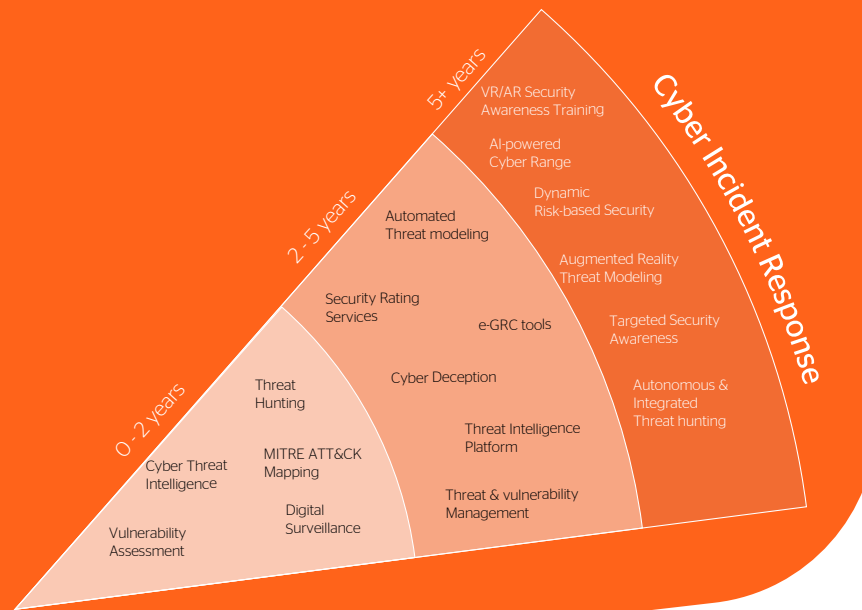 Cyber Incident Response
5+ years
VR/AR Security
Awareness Training
AI-powered
Cyber Range
Dynamic
Risk-based Security
Augmented Reality
Threat Modeling
Targeted Security
Awareness
Autonomous &
Integrated
Threat hunting
2 - 5 years
Automated
Threat modeling
Security Rating
Services
e-GRC tools
Cyber Deception
Threat Intelligence
Platform
Threat & vulnerability
Management
0 - 2 years
Threat
Hunting
MITRE ATT&CK
Mapping
Cyber Threat
Intelligence
Digital
Surveillance
Vulnerability
Assessment